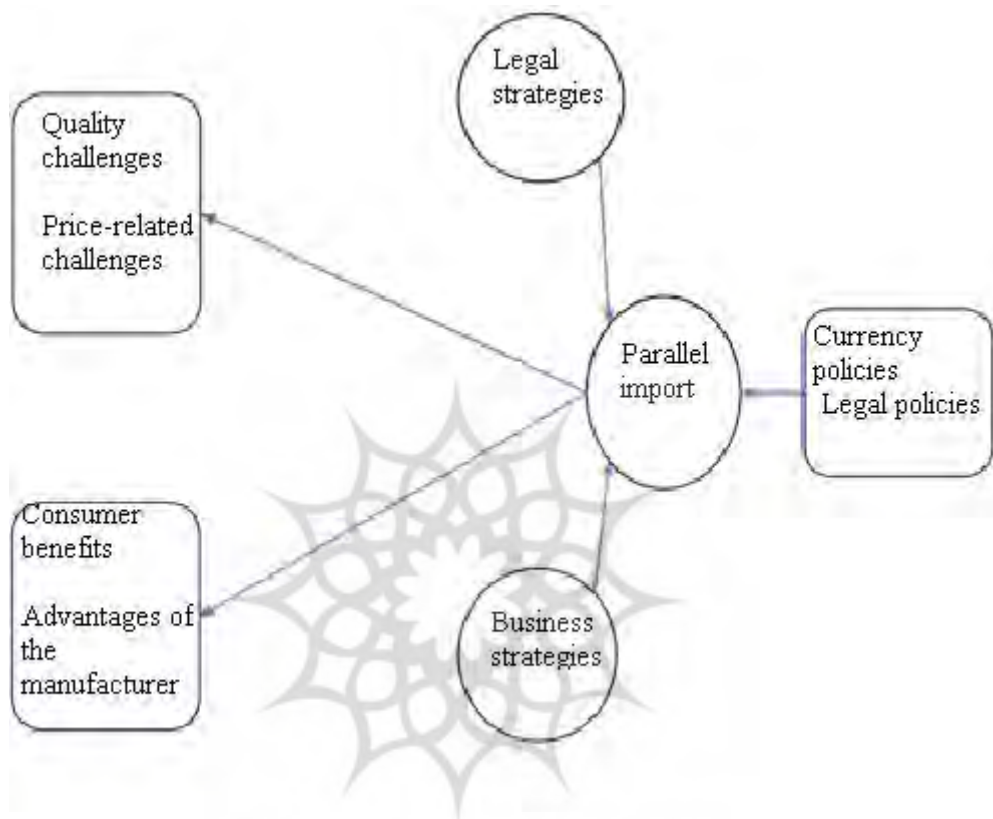 Legal
strategies
Quality
challenges
Price-related
challenges
Parallel
import
Currency
policies
Legal policies
Consumer
benefits
Advantages of
the
manufacturer
Business
strategies